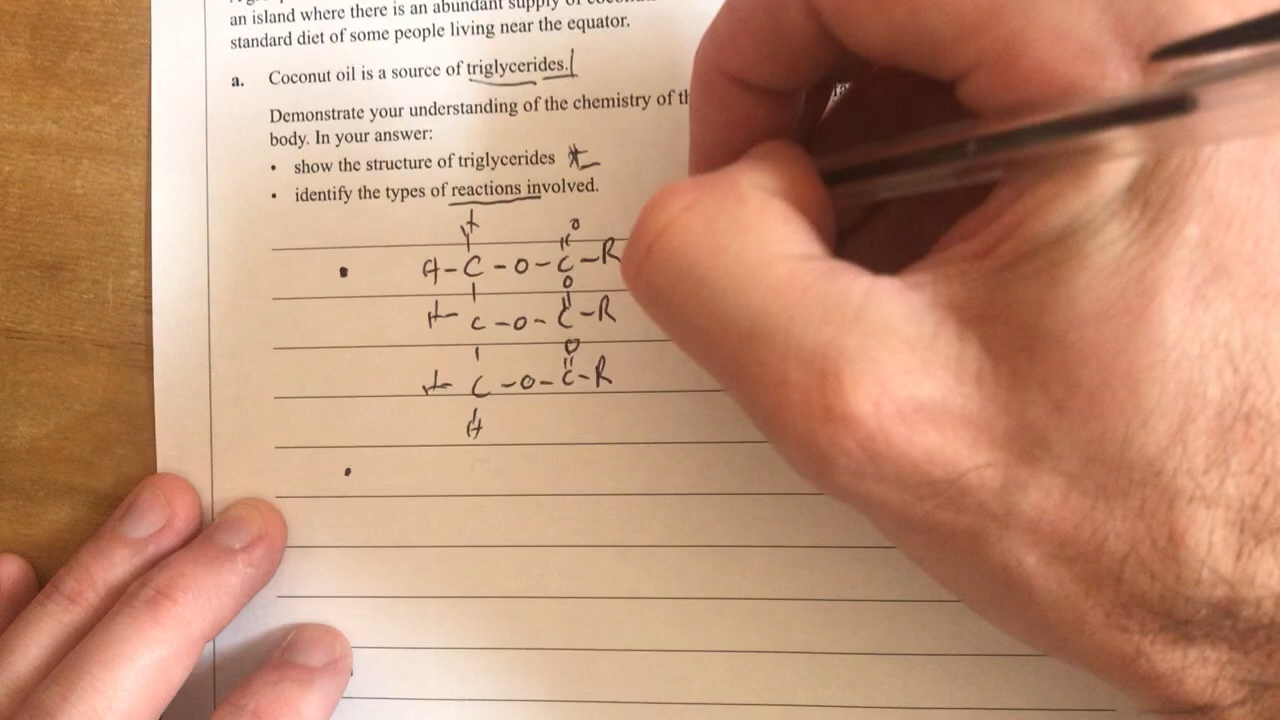 an island where there is an abundant supply of
standard diet of some people living near the equator.
a. Coconut oil is a source of triglycerides.
Demonstrate your understanding of the chemistry of
body. In your answer:
• show the structure of triglycerides *
• identify the types of reactions involved.
H
O
• H-C-O-C-R
O
H-C-O-C-R
O
H-C-O-C-R
H
•